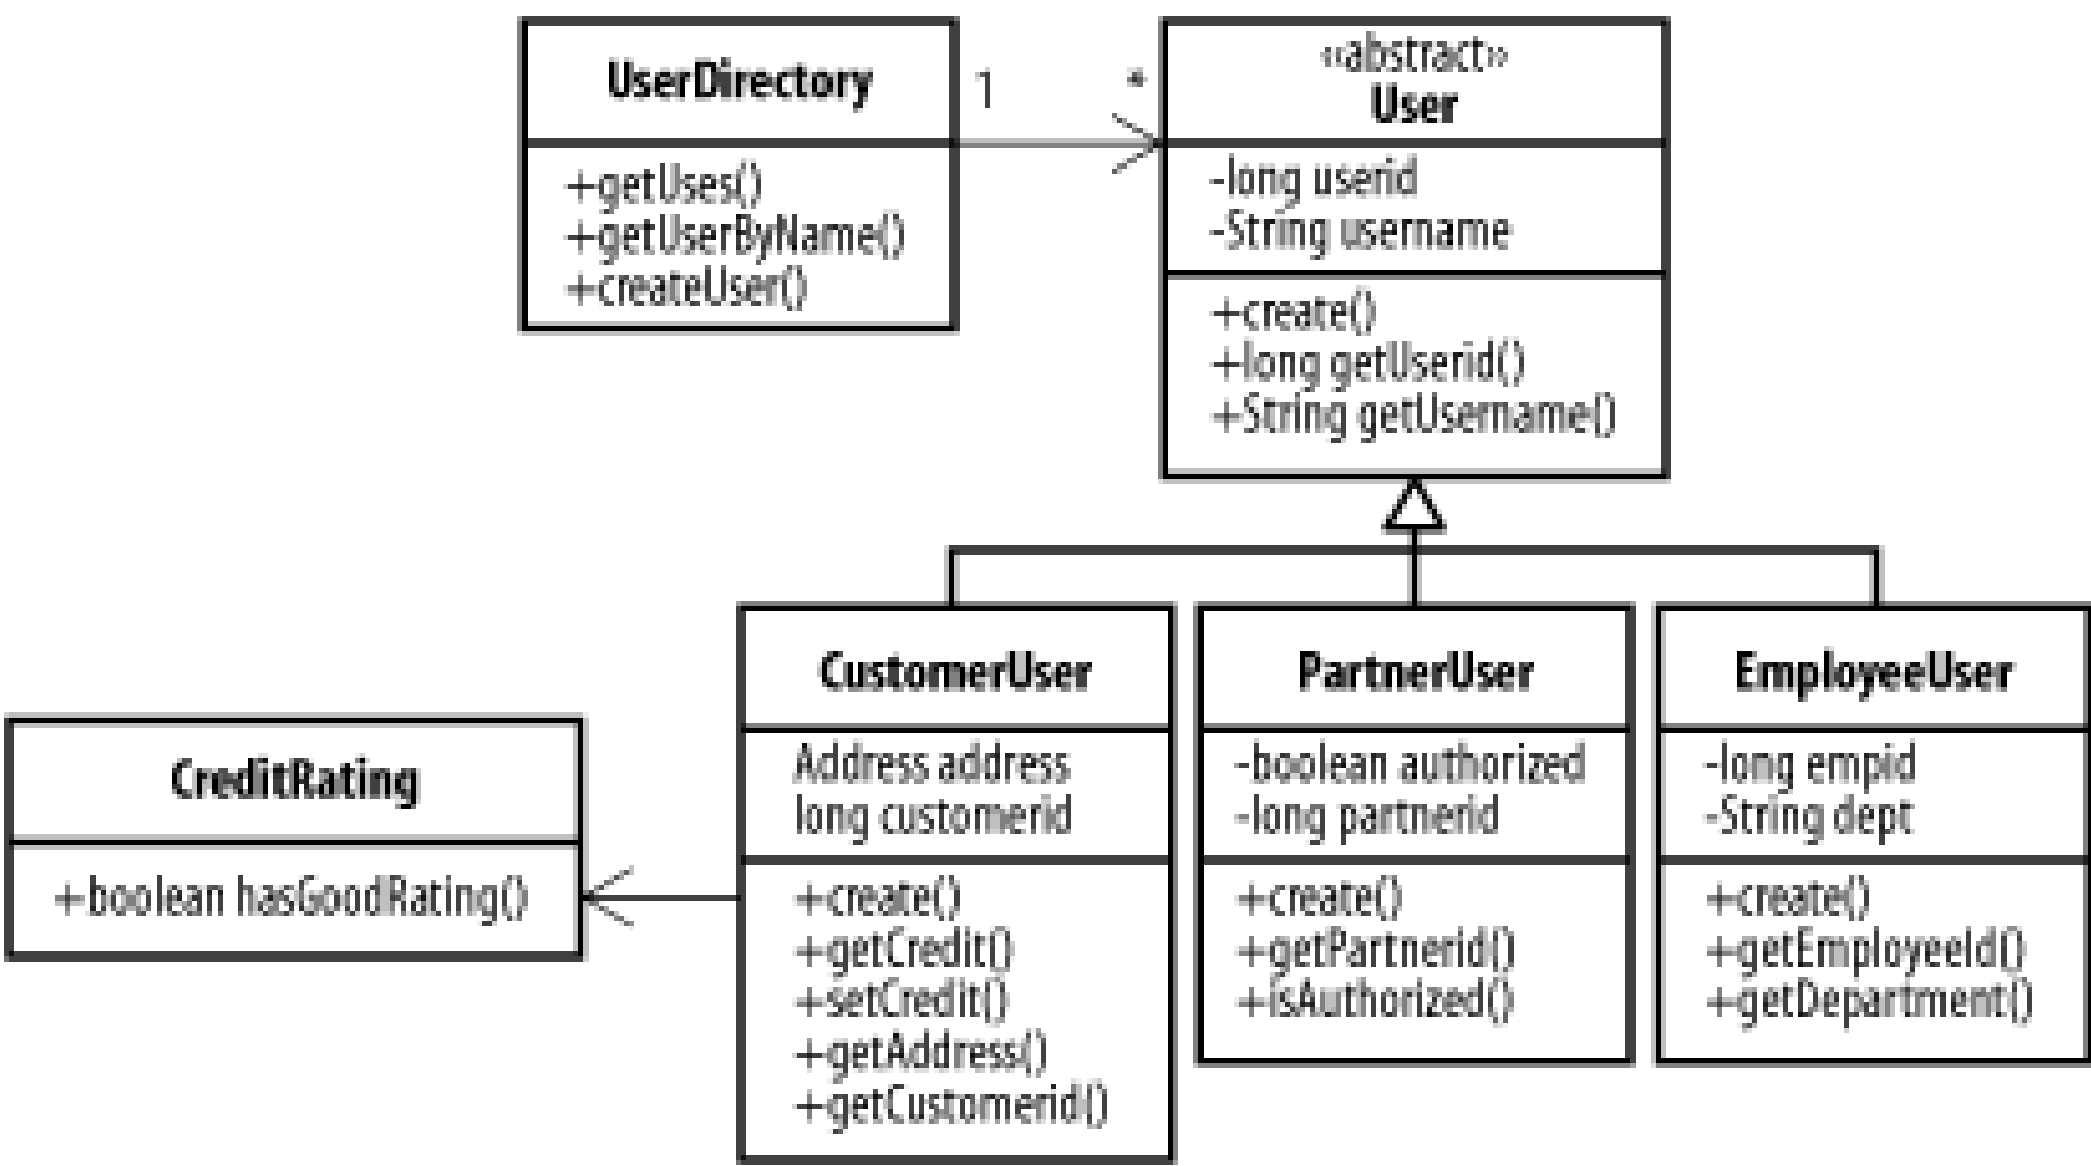 UserDirectory
+getUses()
+getUserByName()
+createUser()
1
*
«abstract»
User
-long userid
-String username
+create()
+long getUserid()
+String getUsername()
CreditRating
+boolean hasGoodRating()
CustomerUser
Address address
long customerid
+create()
+getCredit()
+setCredit()
+getAddress()
+getCustomerid()
PartnerUser
-boolean authorized
-long partnerid
+create()
+getPartnerid()
+isAuthorized()
EmployeeUser
-long empid
-String dept
+create()
+getEmployeeId()
+getDepartment()